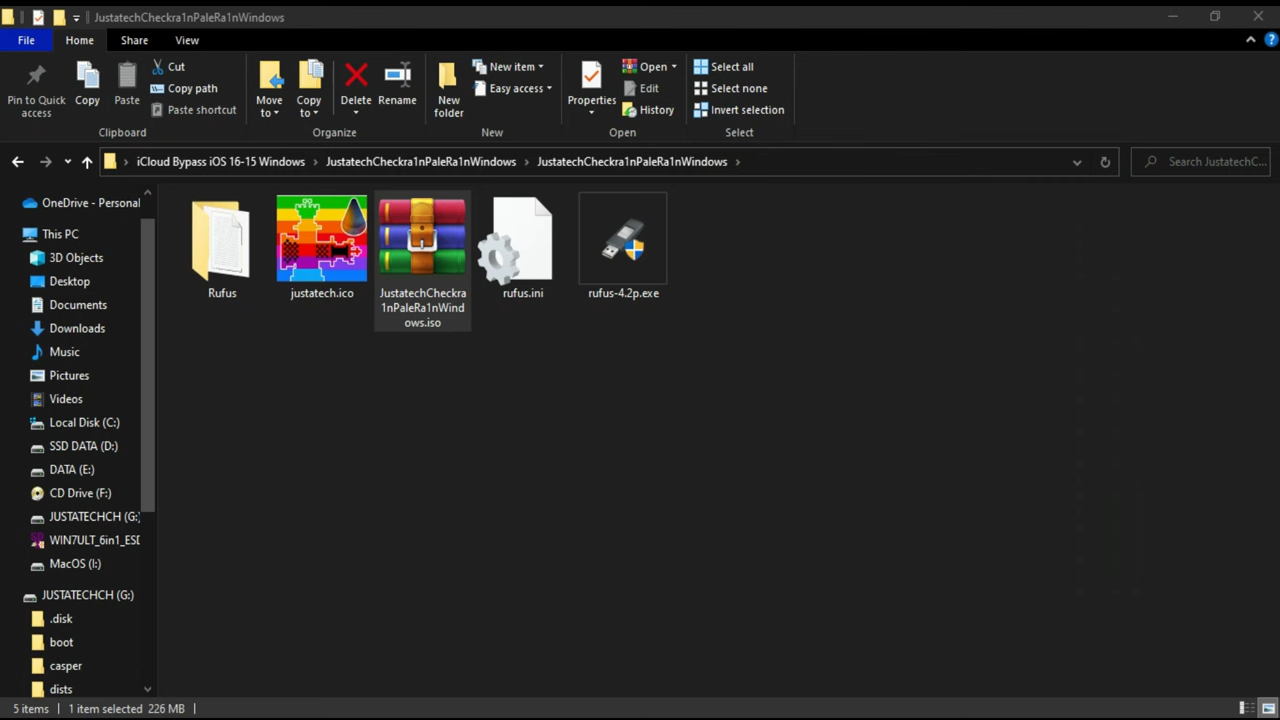 JustatechCheckra1nPaleRa1nWindows
File Home Share View
Pin to Quick access
Copy
Paste
Cut
Copy path
Paste shortcut
Clipboard
Move to
Copy to
Delete
Rename
Organize
New folder
New item
Easy access
New
Properties
Open
Edit
History
Open
Select all
Select none
Invert selection
Select
iCloud Bypass iOS 16-15 Windows JustatechCheckra1nPaleRa1nWindows JustatechCheckra1nPaleRa1nWindows
Search JustatechC...
OneDrive - Personal
This PC
3D Objects
Desktop
Documents
Downloads
Music
Pictures
Videos
Local Disk (C:)
SSD DATA (D:)
DATA (E:)
CD Drive (F:)
JUSTATECHCH (G:)
WIN7ULT_6in1_ESD
MacOS (I:)
JUSTATECHCH (G:)
.disk
boot
casper
dists
Rufus
justatech.ico
JustatechCheckra
1nPaleRa1nWind
ows.iso
rufus.ini
rufus-4.2p.exe
5 items 1 item selected 226 MB